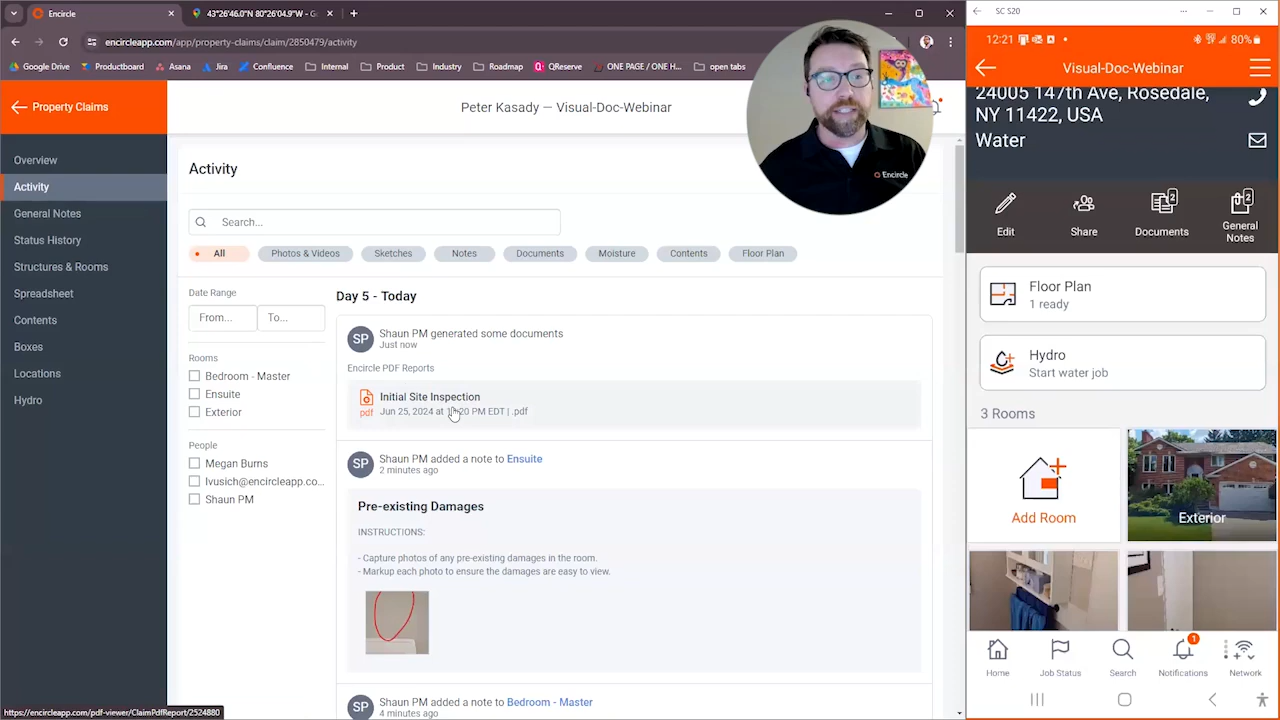 Encircle
43°26'46.0"N 80°26'04.9"W - G
encircleapp.com/app/property-claims/claim/2850479/activity
Google Drive
Productboard
Asana
Jira
Confluence
Internal
Product
Industry
Roadmap
QReserve
ONE PAGE / ONE H...
open tabs
Property Claims
Overview
Activity
General Notes
Status History
Structures & Rooms
Spreadsheet
Contents
Boxes
Locations
Hydro
https://encircleapp.com/pdf-viewer/ClaimPdfReport/2524880
Peter Kasady — Visual-Doc-Webinar
Encircle
Activity
Search...
All
Photos & Videos
Sketches
Notes
Documents
Moisture
Contents
Floor Plan
Date Range
From...
To...
Rooms
Bedroom - Master
Ensuite
Exterior
People
Megan Burns
lvusich@encircleapp.co...
Shaun PM
Day 5 - Today
SP
Shaun PM generated some documents
Just now
Encircle PDF Reports
pdf
Initial Site Inspection
Jun 25, 2024 at PM EDT | .pdf
SP
Shaun PM added a note to Ensuite
2 minutes ago
Pre-existing Damages
INSTRUCTIONS:
- Capture photos of any pre-existing damages in the room.
- Markup each photo to ensure the damages are easy to view.
SP
Shaun PM added a note to Bedroom - Master
4 minutes ago
SC S20
12:21
80%
Visual-Doc-Webinar
24005 147th Ave, Rosedale,
NY 11422, USA
Water
Edit
Share
2
Documents
2
General
Notes
Floor Plan
1 ready
Hydro
Start water job
3 Rooms
Add Room
Exterior
Home
Job Status
Search
1
Notifications
Network